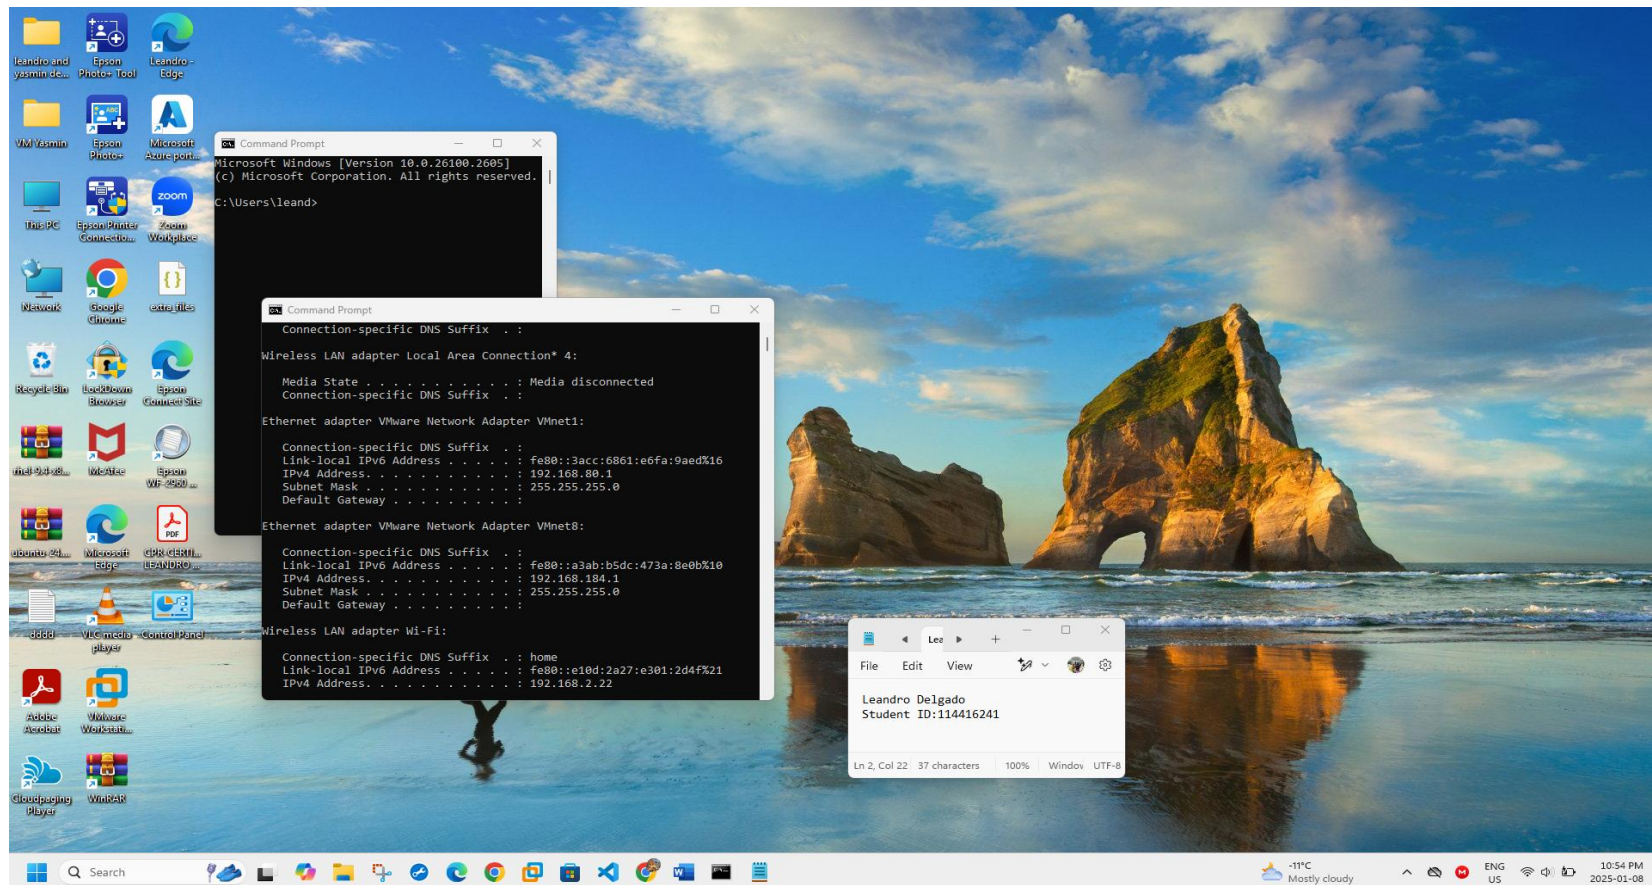 leandro and
yasmin de...
Epson
Photo+ Tool
Leandro -
Edge
VM Yasmin
Epson
Photo+
Microsoft
Azure port...
This PC
Epson Printer
Connectio...
zoom
Zoom
Workplace
Network
Google
Chrome
extra_files
Recycle Bin
LockDown
Browser
Epson
Connect Site
rhel-9.4-x8...
McAfee
Epson
WF-2960 ...
ubuntu-24....
Microsoft
Edge
PDF
CPR-CERTI...
LEANDRO ...
dddd
VLC media
player
Control Panel
Adobe
Acrobat
VMware
Workstati...
Cloudpaging
Player
WinRAR
Command Prompt
Microsoft Windows [Version 10.0.26100.2605]
(c) Microsoft Corporation. All rights reserved.
C:\Users\leand>
Command Prompt
Connection-specific DNS Suffix  . :
Wireless LAN adapter Local Area Connection* 4:
Media State . . . . . . . . . . . : Media disconnected
Connection-specific DNS Suffix  . :
Ethernet adapter VMware Network Adapter VMnet1:
Connection-specific DNS Suffix  . :
Link-local IPv6 Address . . . . . : fe80::3acc:6861:e6fa:9aed%16
IPv4 Address. . . . . . . . . . . : 192.168.80.1
Subnet Mask . . . . . . . . . . . : 255.255.255.0
Default Gateway . . . . . . . . . :
Ethernet adapter VMware Network Adapter VMnet8:
Connection-specific DNS Suffix  . :
Link-local IPv6 Address . . . . . : fe80::a3ab:b5dc:473a:8e0b%10
IPv4 Address. . . . . . . . . . . : 192.168.184.1
Subnet Mask . . . . . . . . . . . : 255.255.255.0
Default Gateway . . . . . . . . . :
Wireless LAN adapter Wi-Fi:
Connection-specific DNS Suffix  . : home
Link-local IPv6 Address . . . . . : fe80::e10d:2a27:e301:2d4f%21
IPv4 Address. . . . . . . . . . . : 192.168.2.22
Lea
File Edit View
Leandro Delgado
Student ID:114416241
Ln 2, Col 22 37 characters 100% Window UTF-8
Search
-11°C
Mostly cloudy
ENG
US
10:54 PM
2025-01-08